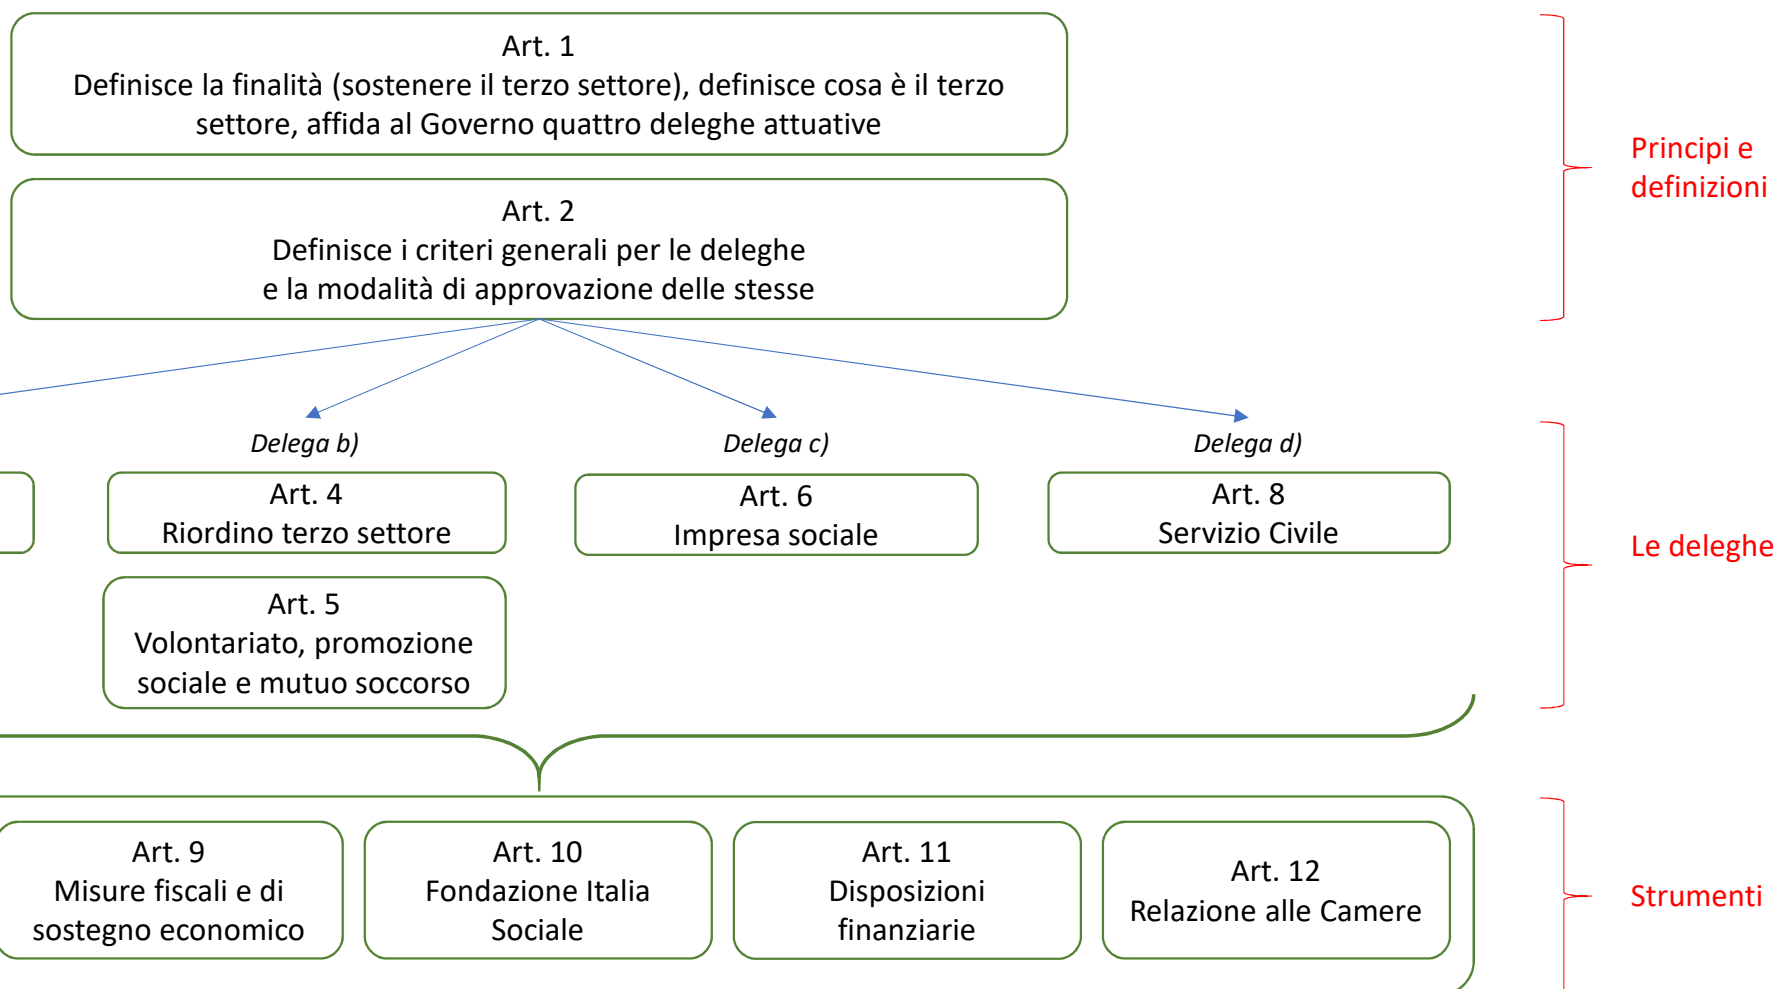 Art. 1
Definisce la finalità (sostenere il terzo settore), definisce cosa è il terzo
settore, affida al Governo quattro deleghe attuative
Principi e
definizioni
Art. 2
Definisce i criteri generali per le deleghe
e la modalità di approvazione delle stesse
Delega b)
Delega c)
Delega d)
Art. 4
Riordino terzo settore
Art. 6
Impresa sociale
Art. 8
Servizio Civile
Le deleghe
Art. 5
Volontariato, promozione
sociale e mutuo soccorso
Art. 9
Misure fiscali e di
sostegno economico
Art. 10
Fondazione Italia
Sociale
Art. 11
Disposizioni
finanziarie
Art. 12
Relazione alle Camere
Strumenti